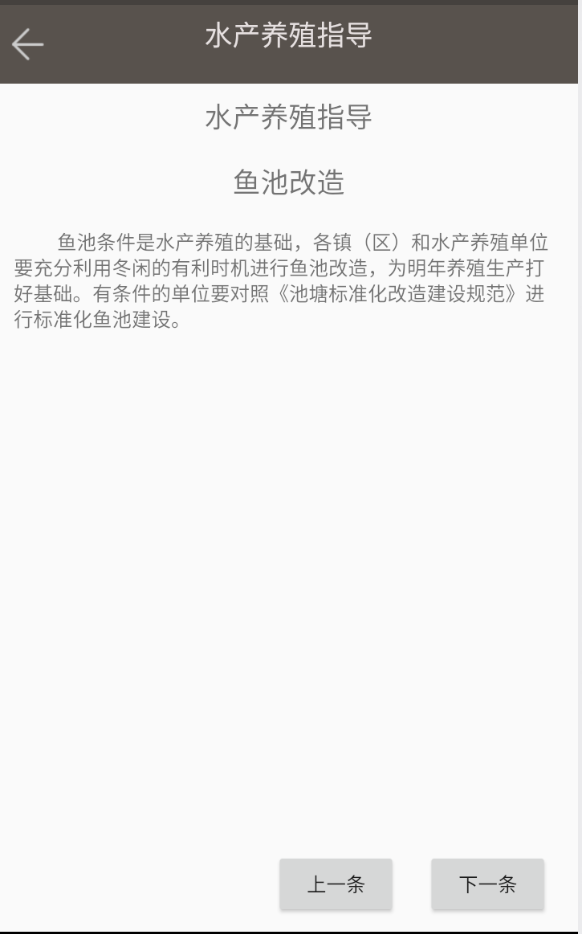 水产养殖指导
水产养殖指导
鱼池改造
鱼池条件是水产养殖的基础，各镇（区）和水产养殖单位
要充分利用冬闲的有利时机进行鱼池改造，为明年养殖生产打
好基础。有条件的单位要对照《池塘标准化改造建设规范》进
行标准化鱼池建设。
上一条
下一条